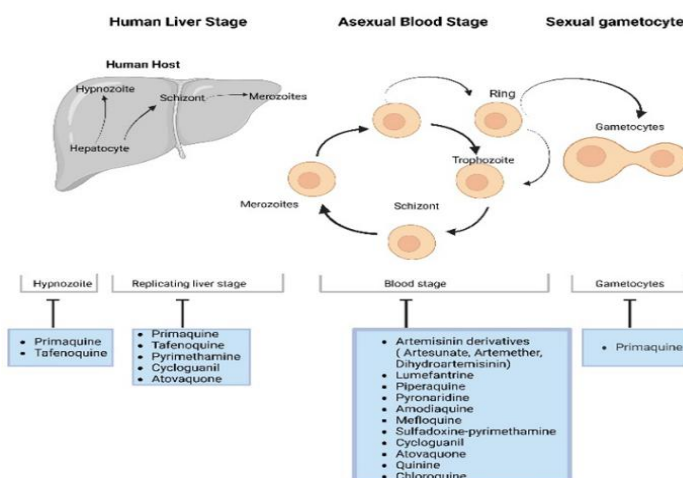 Human Liver Stage
Asexual Blood Stage
Sexual gametocyte
Human Host
Hypnozoite
Schizont
Merozoites
Hepatocyte
Ring
Trophozoite
Schizont
Merozoites
Gametocytes
Hypnozoite
Replicating liver stage
Blood stage
Gametocytes
• Primaquine
• Tafenoquine
• Primaquine
• Tafenoquine
• Pyrimethamine
• Cycloguanil
• Atovaquone
• Artemisinin derivatives
( Artesunate, Artemether,
Dihydroartemisinin)
• Lumefantrine
• Piperaquine
• Pyronaridine
• Amodiaquine
• Mefloquine
• Sulfadoxine-pyrimethamine
• Cycloguanil
• Atovaquone
• Quinine
• Chloroquine
• Primaquine